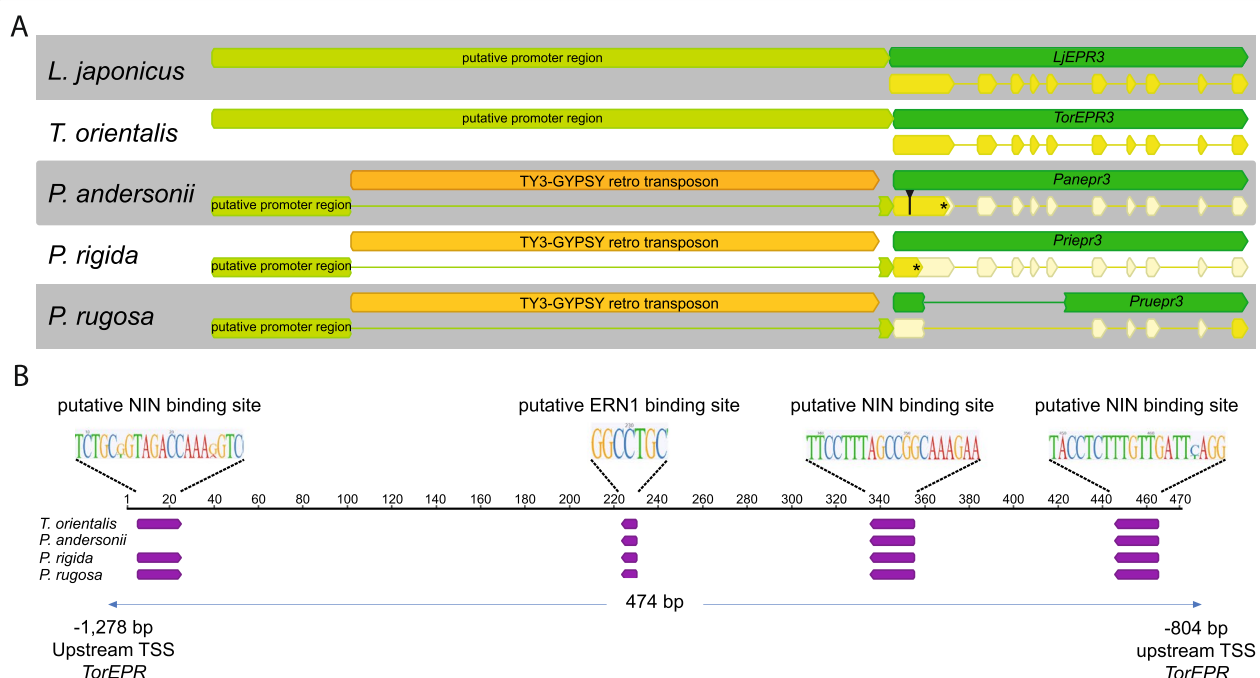 A
L. japonicus
putative promoter region
LjEPR3
T. orientalis
putative promoter region
TorEPR3
P. andersonii
TY3-GYPSY retro transposon
Panepr3
putative promoter region
*
P. rigida
TY3-GYPSY retro transposon
Priepr3
putative promoter region
*
P. rugosa
TY3-GYPSY retro transposon
Pruepr3
putative promoter region
B
putative NIN binding site
putative ERN1 binding site
putative NIN binding site
putative NIN binding site
TCTGCGGTAGACCAAAGGTC
GGCCTGC
TTCCTTTAGCCGGCAAAGAA
TACCTCTTTGTTGATTCAGG
1 20 40 60 80 100 120 140 160 180 200 220 240 260 280 300 320 340 360 380 400 420 440 460 470
T. orientalis
P. andersonii
P. rigida
P. rugosa
474 bp
-1,278 bp
Upstream TSS
TorEPR
-804 bp
upstream TSS
TorEPR